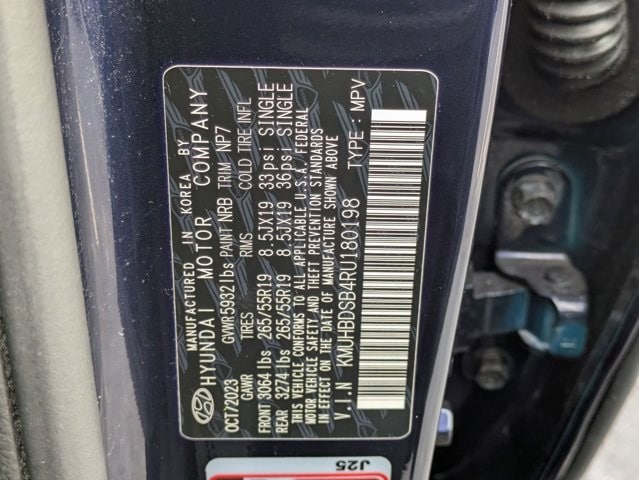 MANUFACTURED IN KOREA BY
HYUNDAI MOTOR COMPANY
OCT/2023 GVWR 5932 lbs PAINT NRB TRIM NP7
GAWR TIRES RIMS COLD TIRE INFL
FRONT 3064 lbs 265/55R19 8.5JX19 33psi SINGLE
REAR 3274 lbs 265/55R19 8.5JX19 36psi SINGLE
THIS VEHICLE CONFORMS TO ALL APPLICABLE U.S.A. FEDERAL
MOTOR VEHICLE SAFETY AND THEFT PREVENTION STANDARDS
IN EFFECT ON THE DATE OF MANUFACTURE SHOWN ABOVE
V.I.N KMUHBDSB4RU180198 TYPE : MPV
J25